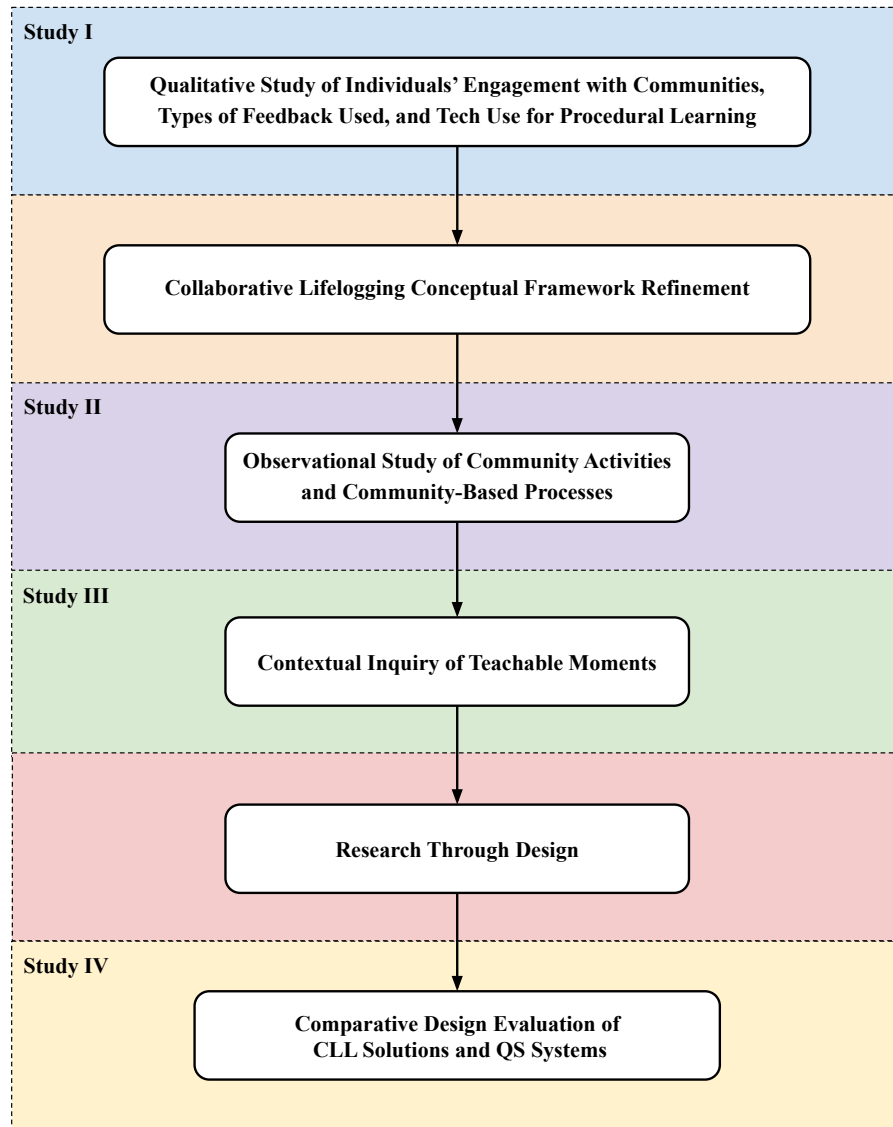 Study I
Qualitative Study of Individuals’ Engagement with Communities,
Types of Feedback Used, and Tech Use for Procedural Learning
Collaborative Lifelogging Conceptual Framework Refinement
Study II
Observational Study of Community Activities
and Community-Based Processes
Study III
Contextual Inquiry of Teachable Moments
Research Through Design
Study IV
Comparative Design Evaluation of
CLL Solutions and QS Systems